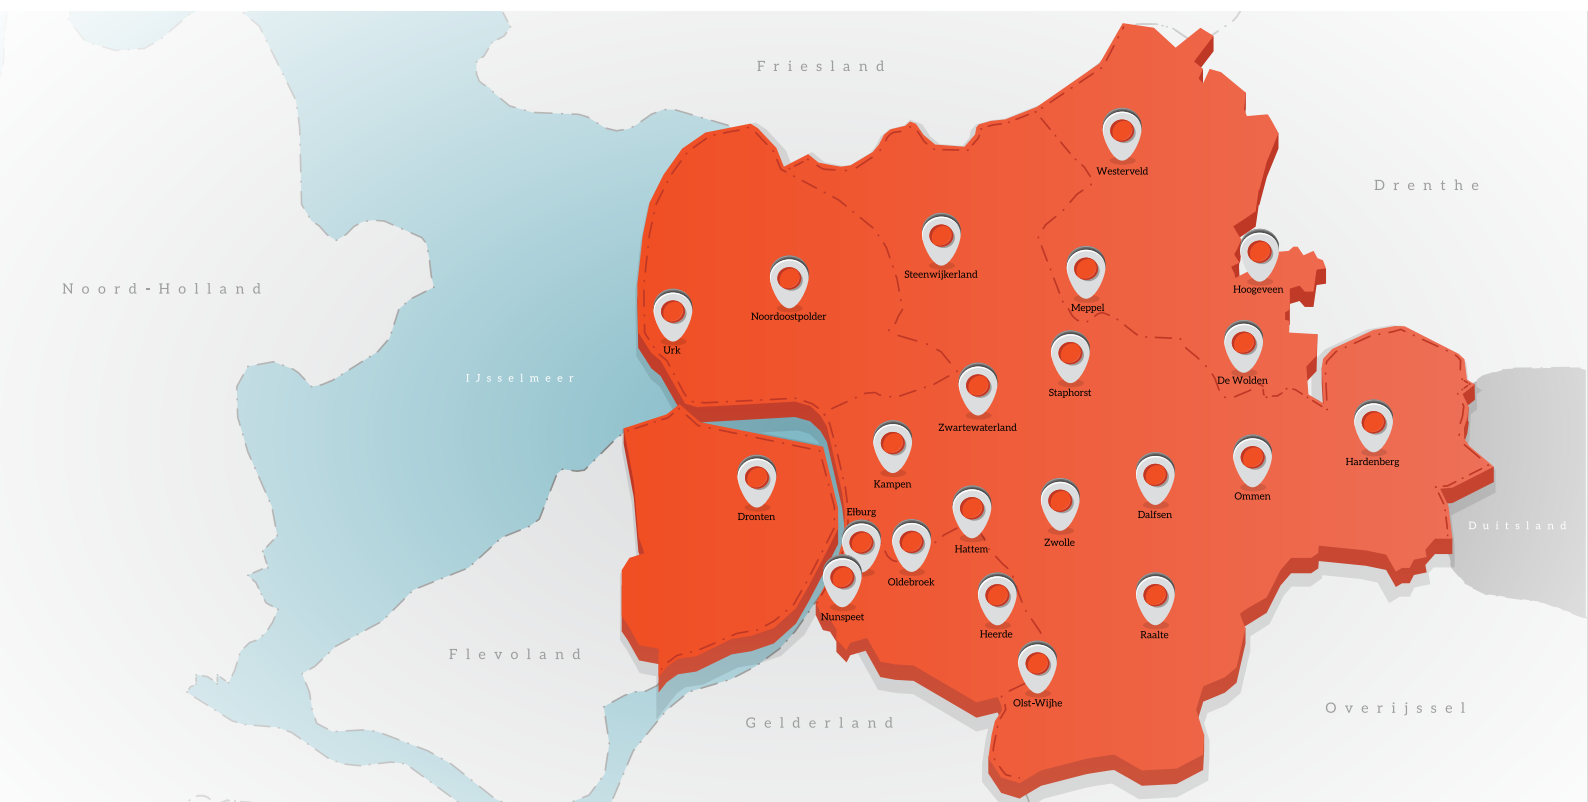 Friesland
Westerveld
Drenthe
Steenwijkerland
Noord-Holland
Hoogeveen
Meppel
Noordoostpolder
Urk
IJsselmeer
De Wolden
Staphorst
Zwartewaterland
Hardenberg
Kampen
Ommen
Elburg
Dalfsen
Dronten
Duitsland
Zwolle
Hattem
Oldebroek
Nunspeet
Heerde
Raalte
Flevoland
Olst-Wijhe
Overijssel
Gelderland